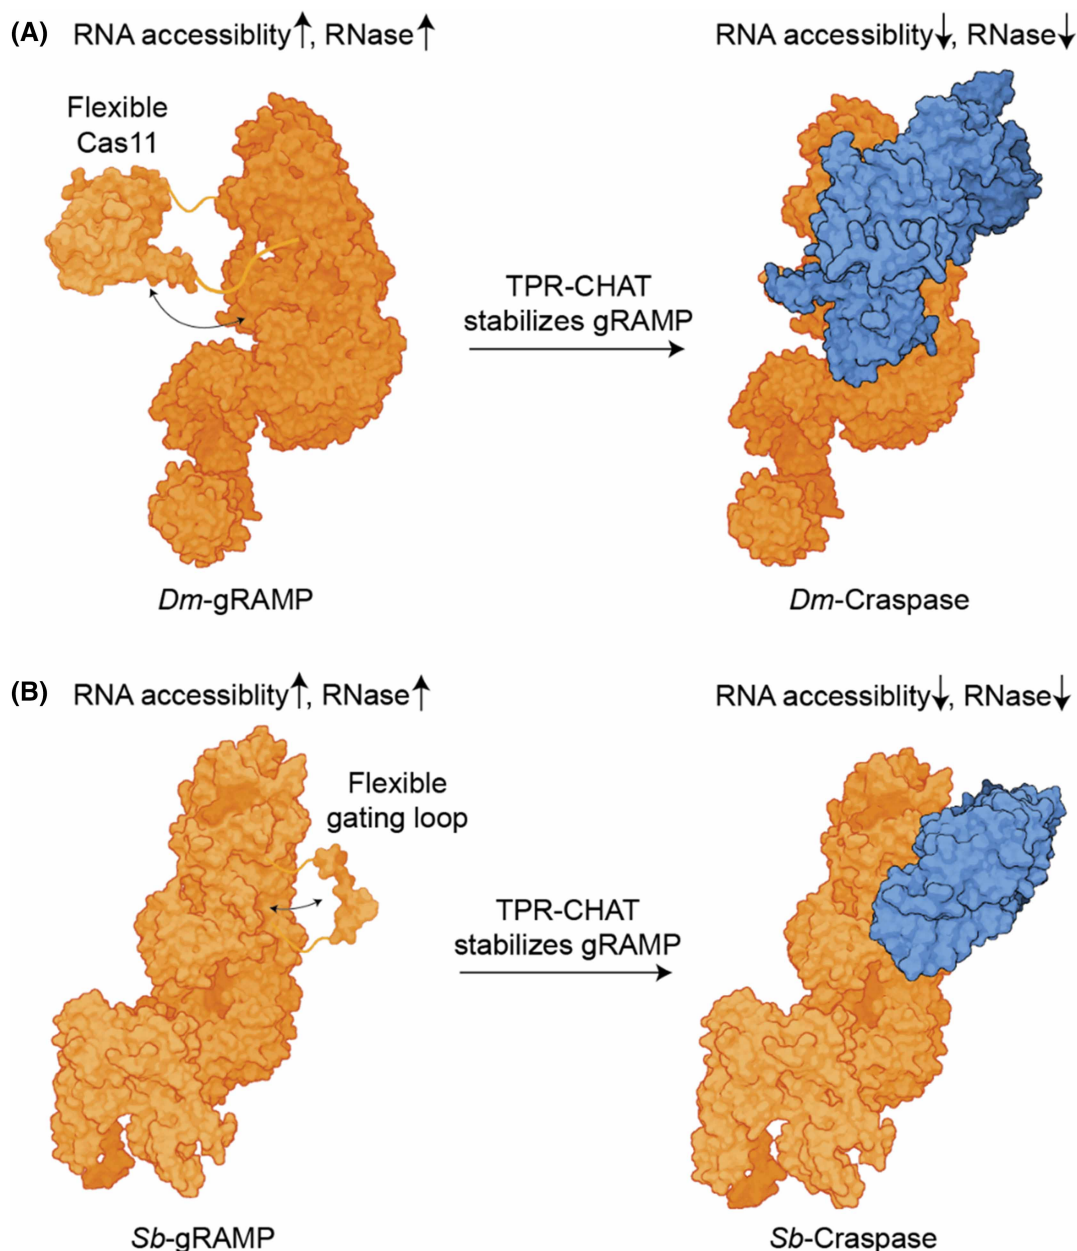 (A) RNA accessiblity↑, RNase↑
RNA accessiblity↓, RNase↓
Flexible
Cas11
TPR-CHAT
stabilizes gRAMP
Dm-gRAMP
Dm-Craspase
(B) RNA accessiblity↑, RNase↑
RNA accessiblity↓, RNase↓
Flexible
gating loop
TPR-CHAT
stabilizes gRAMP
Sb-gRAMP
Sb-Craspase